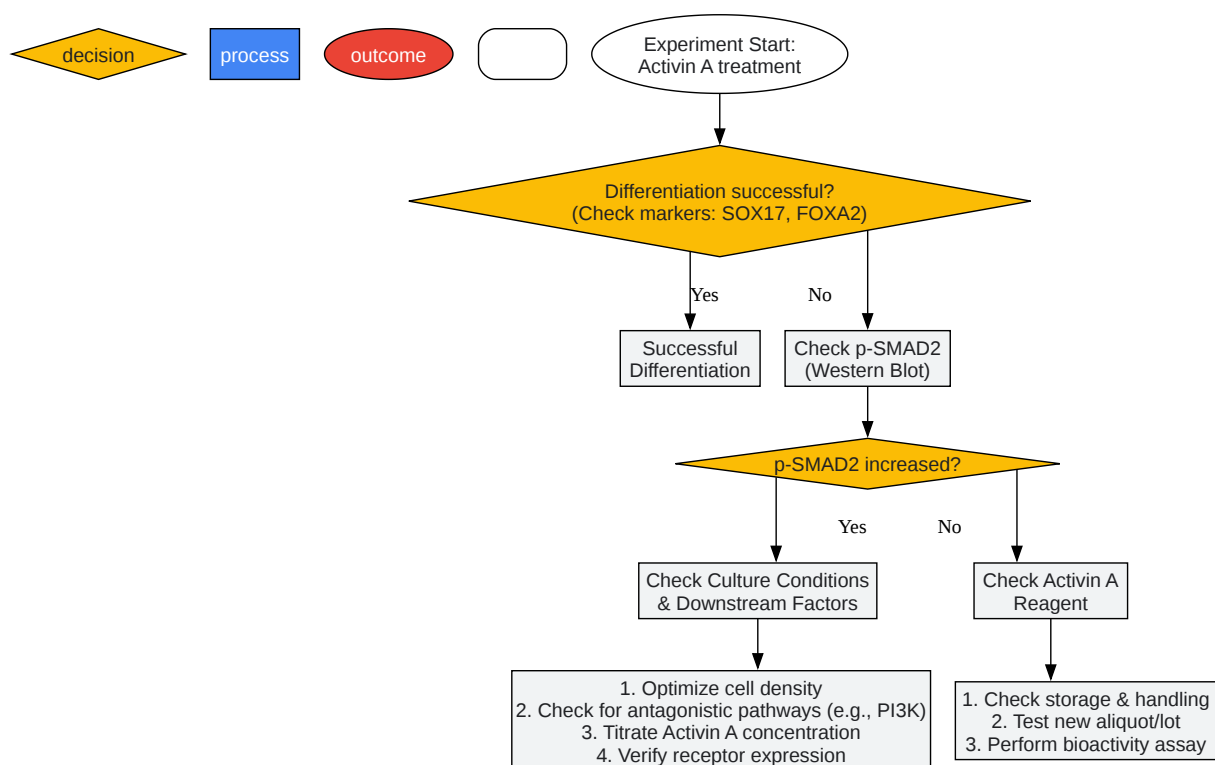 decision
process
outcome
Experiment Start:
Activin A treatment
Differentiation successful?
(Check markers: SOX17, FOXA2)
Yes
No
Successful
Differentiation
Check p-SMAD2
(Western Blot)
p-SMAD2 increased?
Yes
No
Check Culture Conditions
& Downstream Factors
Check Activin A
Reagent
1. Optimize cell density
2. Check for antagonistic pathways (e.g., PI3K)
3. Titrate Activin A concentration
4. Verify receptor expression
1. Check storage & handling
2. Test new aliquot/lot
3. Perform bioactivity assay